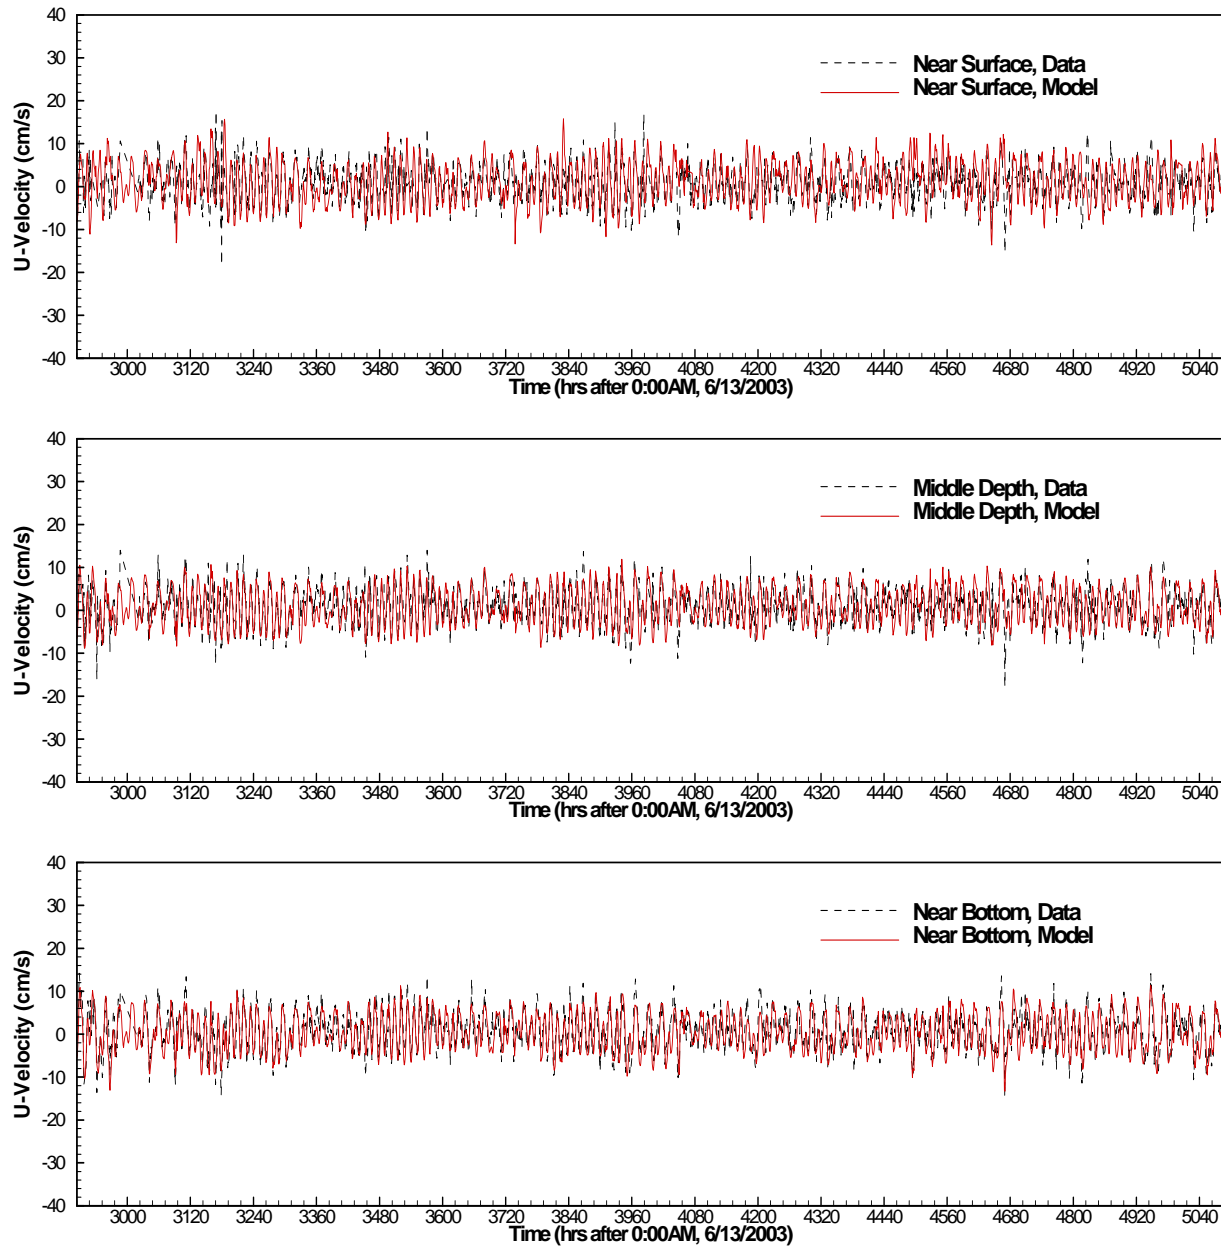 40
30
20
10
0
-10
-20
-30
-40
U-Velocity (cm/s)
Near Surface, Data
Near Surface, Model
3000 3120 3240 3360 3480 3600 3720 3840 3960 4080 4200 4320 4440 4560 4680 4800 4920 5040
Time (hrs after 0:00AM, 6/13/2003)
40
30
20
10
0
-10
-20
-30
-40
U-Velocity (cm/s)
Middle Depth, Data
Middle Depth, Model
3000 3120 3240 3360 3480 3600 3720 3840 3960 4080 4200 4320 4440 4560 4680 4800 4920 5040
Time (hrs after 0:00AM, 6/13/2003)
40
30
20
10
0
-10
-20
-30
-40
U-Velocity (cm/s)
Near Bottom, Data
Near Bottom, Model
3000 3120 3240 3360 3480 3600 3720 3840 3960 4080 4200 4320 4440 4560 4680 4800 4920 5040
Time (hrs after 0:00AM, 6/13/2003)